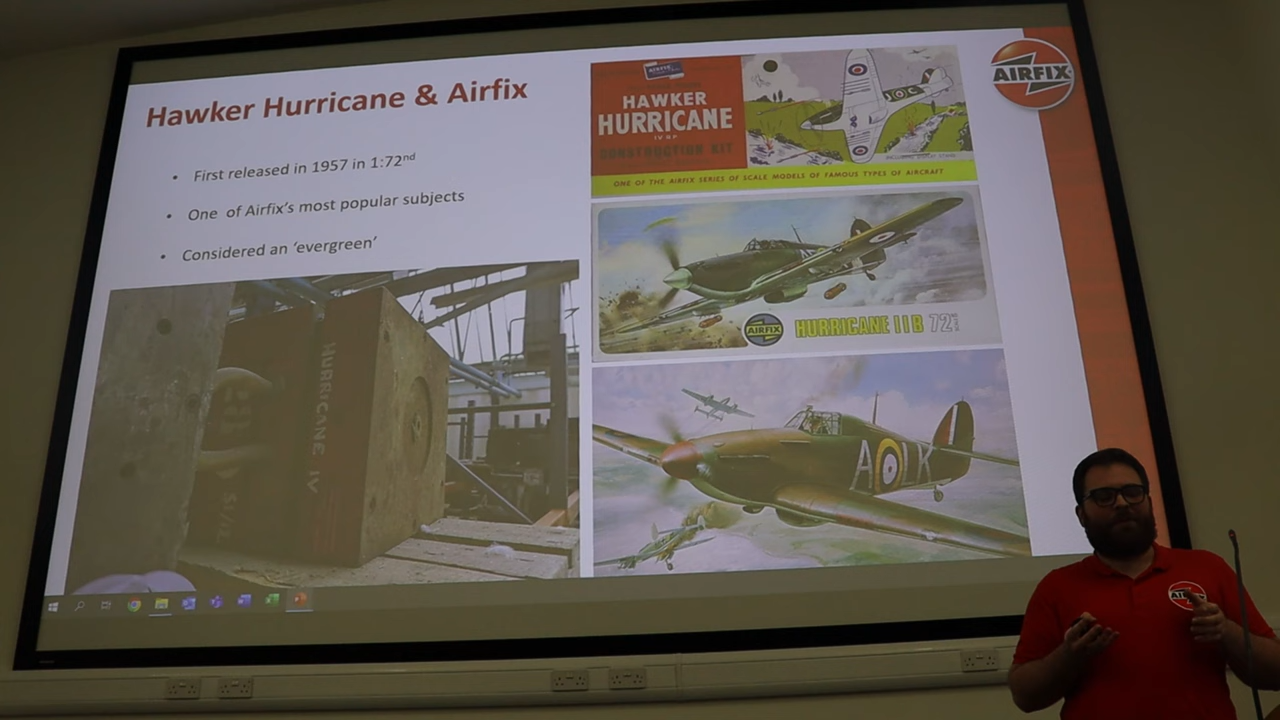 Hawker Hurricane & Airfix
• First released in 1957 in 1:72nd
• One of Airfix's most popular subjects
Considered an 'evergreen'
HURRICANE IV
HAWKER
HURRICANE
IV R P
CONSTRUCTION KIT
J C
ONE OF THE AIRFIX SERIES OF SCALE MODELS OF FAMOUS TYPES OF AIRCRAFT
AIRFIX
HURRICANE IIB 72
A K
AIRFIX
AIRFIX